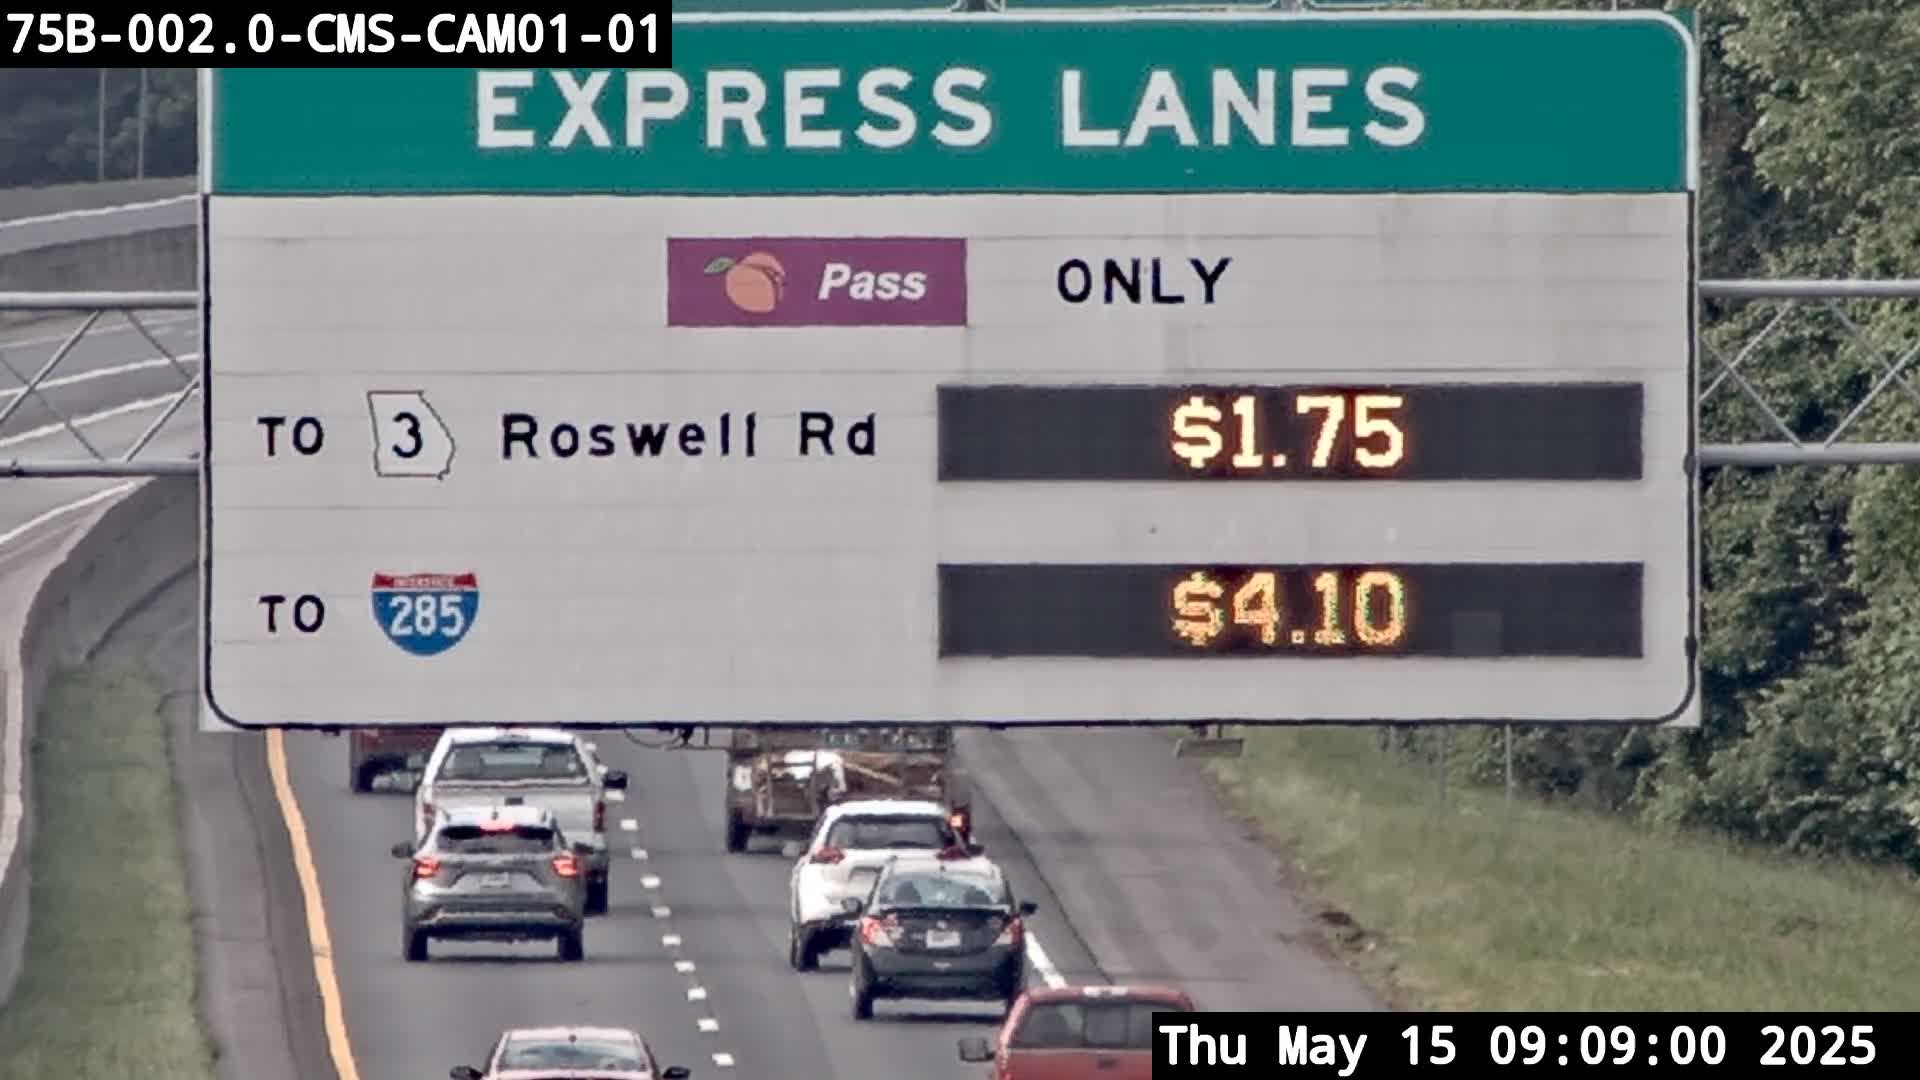 75B-002.0-CMS-CAM01-01
EXPRESS LANES
Pass ONLY
TO 3 Roswell Rd $1.75
INTERSTATE
TO 285 $4.10
Thu May 15 09:09:00 2025